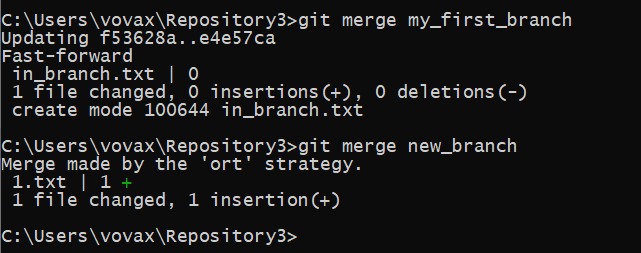 C:\Users\vovax\Repository3>git merge my_first_branch
Updating f53628a..e4e57ca
Fast-forward
 in_branch.txt | 0
 1 file changed, 0 insertions(+), 0 deletions(-)
 create mode 100644 in_branch.txt
C:\Users\vovax\Repository3>git merge new_branch
Merge made by the 'ort' strategy.
 1.txt | 1 +
 1 file changed, 1 insertion(+)
C:\Users\vovax\Repository3>